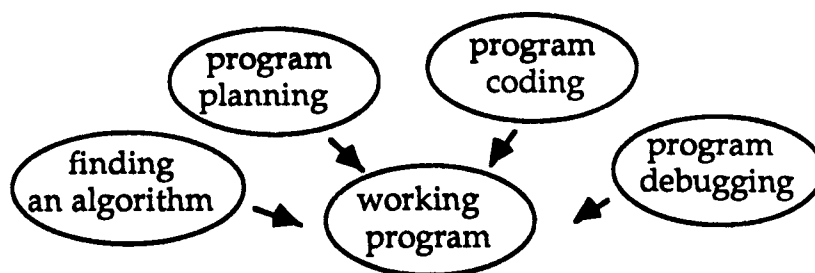 program
planning
program
coding
finding
an algorithm
working
program
program
debugging